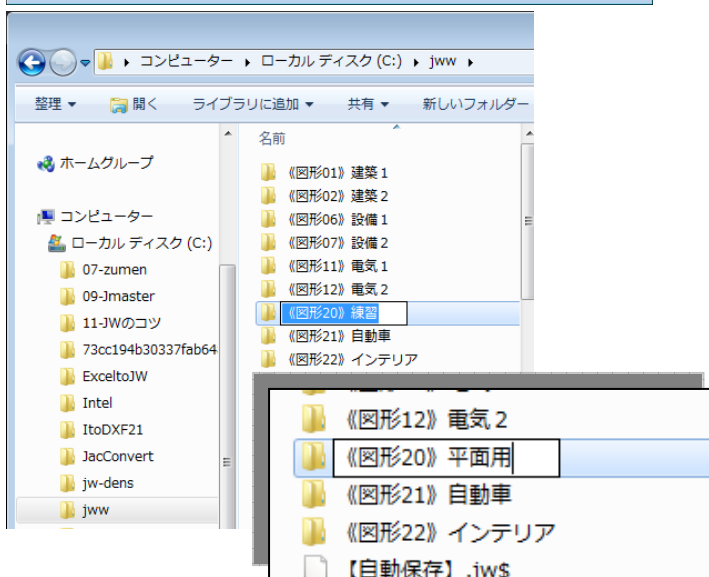 コンピューター ローカル ディスク (C:) jww
整理 開く ライブラリに追加 共有 新しいフォルダー
名前
ホームグループ
コンピューター
ローカル ディスク (C:)
07-zumen
09-Jmaster
11-JWのコツ
73cc194b30337fab64
ExceltoJW
Intel
ItoDXF21
JacConvert
jw-dens
jww
《図形01》建築1
《図形02》建築2
《図形06》設備1
《図形07》設備2
《図形11》電気1
《図形12》電気2
《図形20》練習
《図形21》自動車
《図形22》インテリア
《図形12》電気2
《図形20》平面用
《図形21》自動車
《図形22》インテリア
【自動保存】.jw$